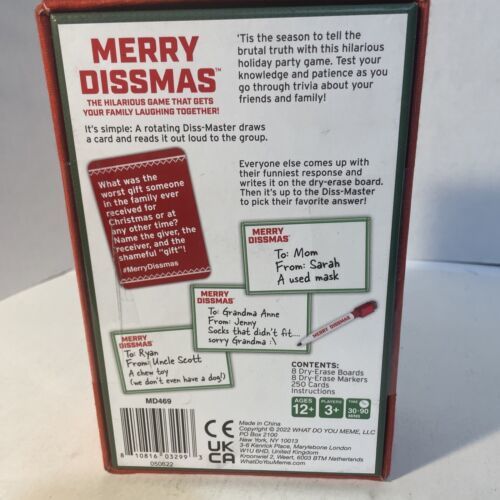 MERRY
DISSMAS™
THE HILARIOUS GAME THAT GETS
YOUR FAMILY LAUGHING TOGETHER!
'Tis the season to tell the
brutal truth with this hilarious
holiday party game. Test your
knowledge and patience as you
go through trivia about your
friends and family!
It's simple: A rotating Diss-Master draws
a card and reads it out loud to the group.
What was the
worst gift someone
in the family ever
received for
Christmas or at
any other time?
Name the giver, the
receiver, and the
shameful "gift"!
#MerryDissmas
Everyone else comes up with
their funniest response and
writes it on the dry-erase board.
Then it's up to the Diss-Master
to pick their favorite answer!
MERRY
DISSMAS
To: Mom
From: Sarah
A used mask
MERRY
DISSMAS
To: Grandma Anne
From: Jenny
Socks that didn't fit....
sorry Grandma :\
MERRY DISSMAS
MERRY
DISSMAS
To: Ryan
From: Uncle Scott
A chew toy
(we don't even have a dog!)
CONTENTS:
8 Dry-Erase Boards
8 Dry-Erase Markers
250 Cards
Instructions
AGES
12+
PLAYERS
3+
TIME
30-90
MINS
MD469
8 10816 03299 3
050622
CE
UK
CA
Made in China.
Copyright © 2022 WHAT DO YOU MEME, LLC
PO Box 2100
New York, NY 10013
3-6 Kenrick Place, Marylebone London
W1U 6HD, United Kingdom
Kroonwiel 2, Weert, 6003 BTM Netherlands
WhatDoYouMeme.com